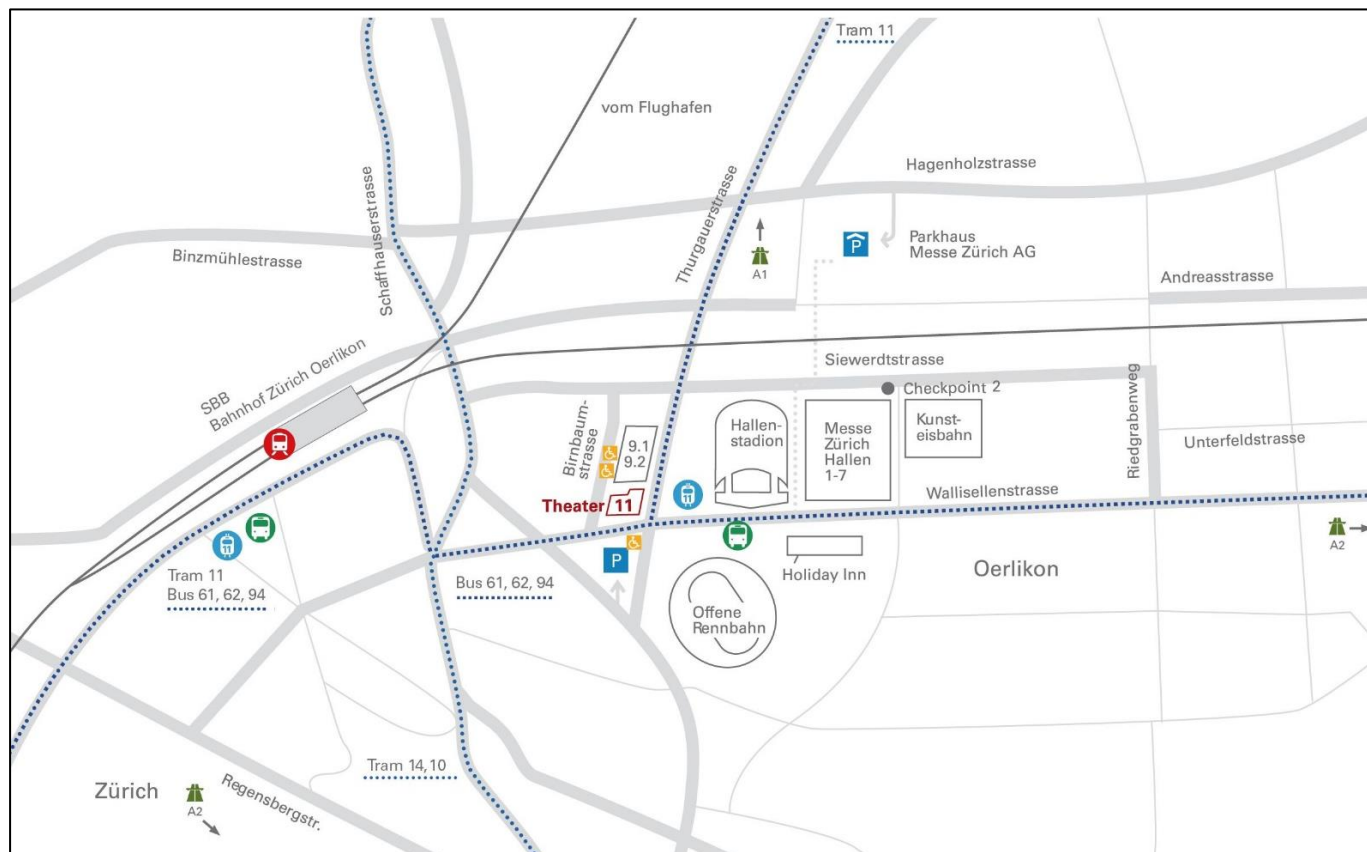 Tram 11
vom Flughafen
Hagenholzstrasse
Schaffhauserstrasse
Thurgauerstrasse
Binzmühlestrasse
P
Parkhaus
Messe Zürich AG
A1
Andreasstrasse
SBB
Bahnhof Zürich Oerlikon
Siewerdtstrasse
Checkpoint 2
Riedgrabenweg
Birnbaum-
strasse
9.1
9.2
Hallen-
stadion
Messe
Zürich
Hallen
1-7
Kunst-
eisbahn
Unterfeldstrasse
Theater 11
11
Wallisellenstrasse
A2
11
Tram 11
Bus 61, 62, 94
Bus 61, 62, 94
P
Holiday Inn
Oerlikon
Offene
Rennbahn
Tram 14,10
Zürich
A2
Regensbergstr.